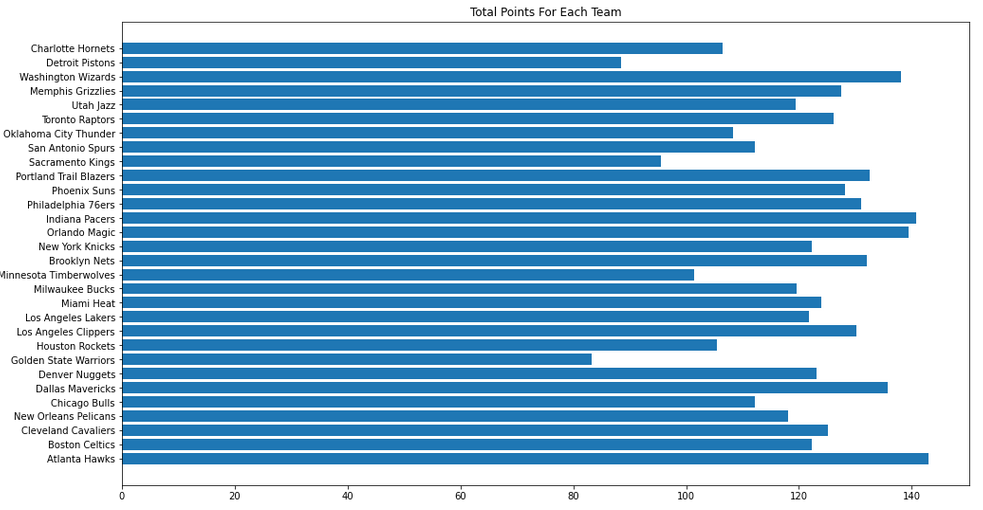 Total Points For Each Team
Charlotte Hornets
Detroit Pistons
Washington Wizards
Memphis Grizzlies
Utah Jazz
Toronto Raptors
Oklahoma City Thunder
San Antonio Spurs
Sacramento Kings
Portland Trail Blazers
Phoenix Suns
Philadelphia 76ers
Indiana Pacers
Orlando Magic
New York Knicks
Brooklyn Nets
Minnesota Timberwolves
Milwaukee Bucks
Miami Heat
Los Angeles Lakers
Los Angeles Clippers
Houston Rockets
Golden State Warriors
Denver Nuggets
Dallas Mavericks
Chicago Bulls
New Orleans Pelicans
Cleveland Cavaliers
Boston Celtics
Atlanta Hawks
0 20 40 60 80 100 120 140